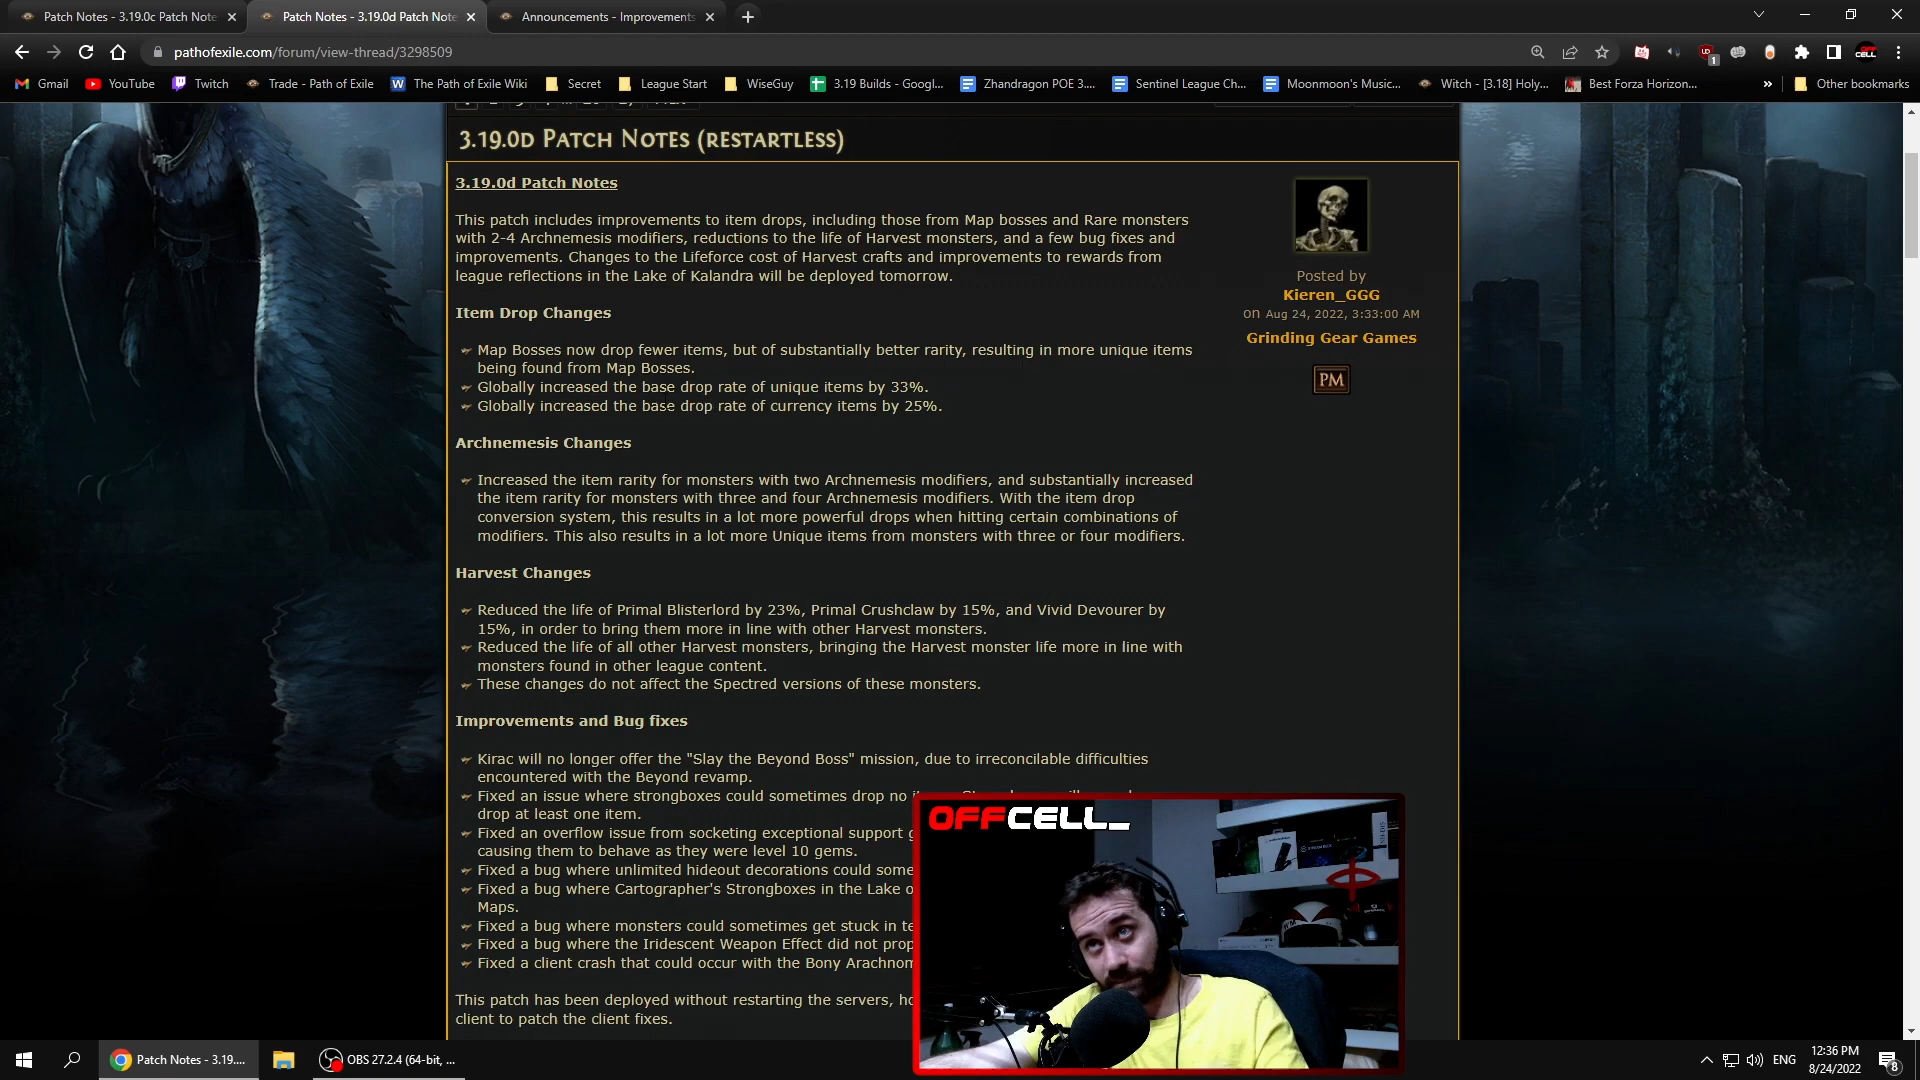 Patch Notes - 3.19.0c Patch Note
Patch Notes - 3.19.0d Patch Note
Announcements - Improvements
pathofexile.com/forum/view-thread/3298509
Gmail
YouTube
Twitch
Trade - Path of Exile
The Path of Exile Wiki
Secret
League Start
WiseGuy
3.19 Builds - Googl...
Zhandragon POE 3....
Sentinel League Ch...
Moonmoon's Music...
Witch - [3.18] Holy...
Best Forza Horizon...
»
Other bookmarks
3.19.0D PATCH NOTES (RESTARTLESS)
3.19.0d Patch Notes
This patch includes improvements to item drops, including those from Map bosses and Rare monsters
with 2-4 Archnemesis modifiers, reductions to the life of Harvest monsters, and a few bug fixes and
improvements. Changes to the Lifeforce cost of Harvest crafts and improvements to rewards from
league reflections in the Lake of Kalandra will be deployed tomorrow.
Posted by
Kieren_GGG
on Aug 24, 2022, 3:33:00 AM
Grinding Gear Games
PM
Item Drop Changes
Map Bosses now drop fewer items, but of substantially better rarity, resulting in more unique items
being found from Map Bosses.
Globally increased the base drop rate of unique items by 33%.
Globally increased the base drop rate of currency items by 25%.
Archnemesis Changes
Increased the item rarity for monsters with two Archnemesis modifiers, and substantially increased
the item rarity for monsters with three and four Archnemesis modifiers. With the item drop
conversion system, this results in a lot more powerful drops when hitting certain combinations of
modifiers. This also results in a lot more Unique items from monsters with three or four modifiers.
Harvest Changes
Reduced the life of Primal Blisterlord by 23%, Primal Crushclaw by 15%, and Vivid Devourer by
15%, in order to bring them more in line with other Harvest monsters.
Reduced the life of all other Harvest monsters, bringing the Harvest monster life more in line with
monsters found in other league content.
These changes do not affect the Spectred versions of these monsters.
Improvements and Bug fixes
Kirac will no longer offer the "Slay the Beyond Boss" mission, due to irreconcilable difficulties
encountered with the Beyond revamp.
Fixed an issue where strongboxes could sometimes drop no
drop at least one item.
Fixed an overflow issue from socketing exceptional support g
causing them to behave as they were level 10 gems.
Fixed a bug where unlimited hideout decorations could some
Fixed a bug where Cartographer's Strongboxes in the Lake o
Maps.
Fixed a bug where monsters could sometimes get stuck in te
Fixed a bug where the Iridescent Weapon Effect did not prop
Fixed a client crash that could occur with the Bony Arachnom
This patch has been deployed without restarting the servers, ho
client to patch the client fixes.
OFFCELL_
Patch Notes - 3.19....
OBS 27.2.4 (64-bit, ...
ENG
12:36 PM
8/24/2022
8